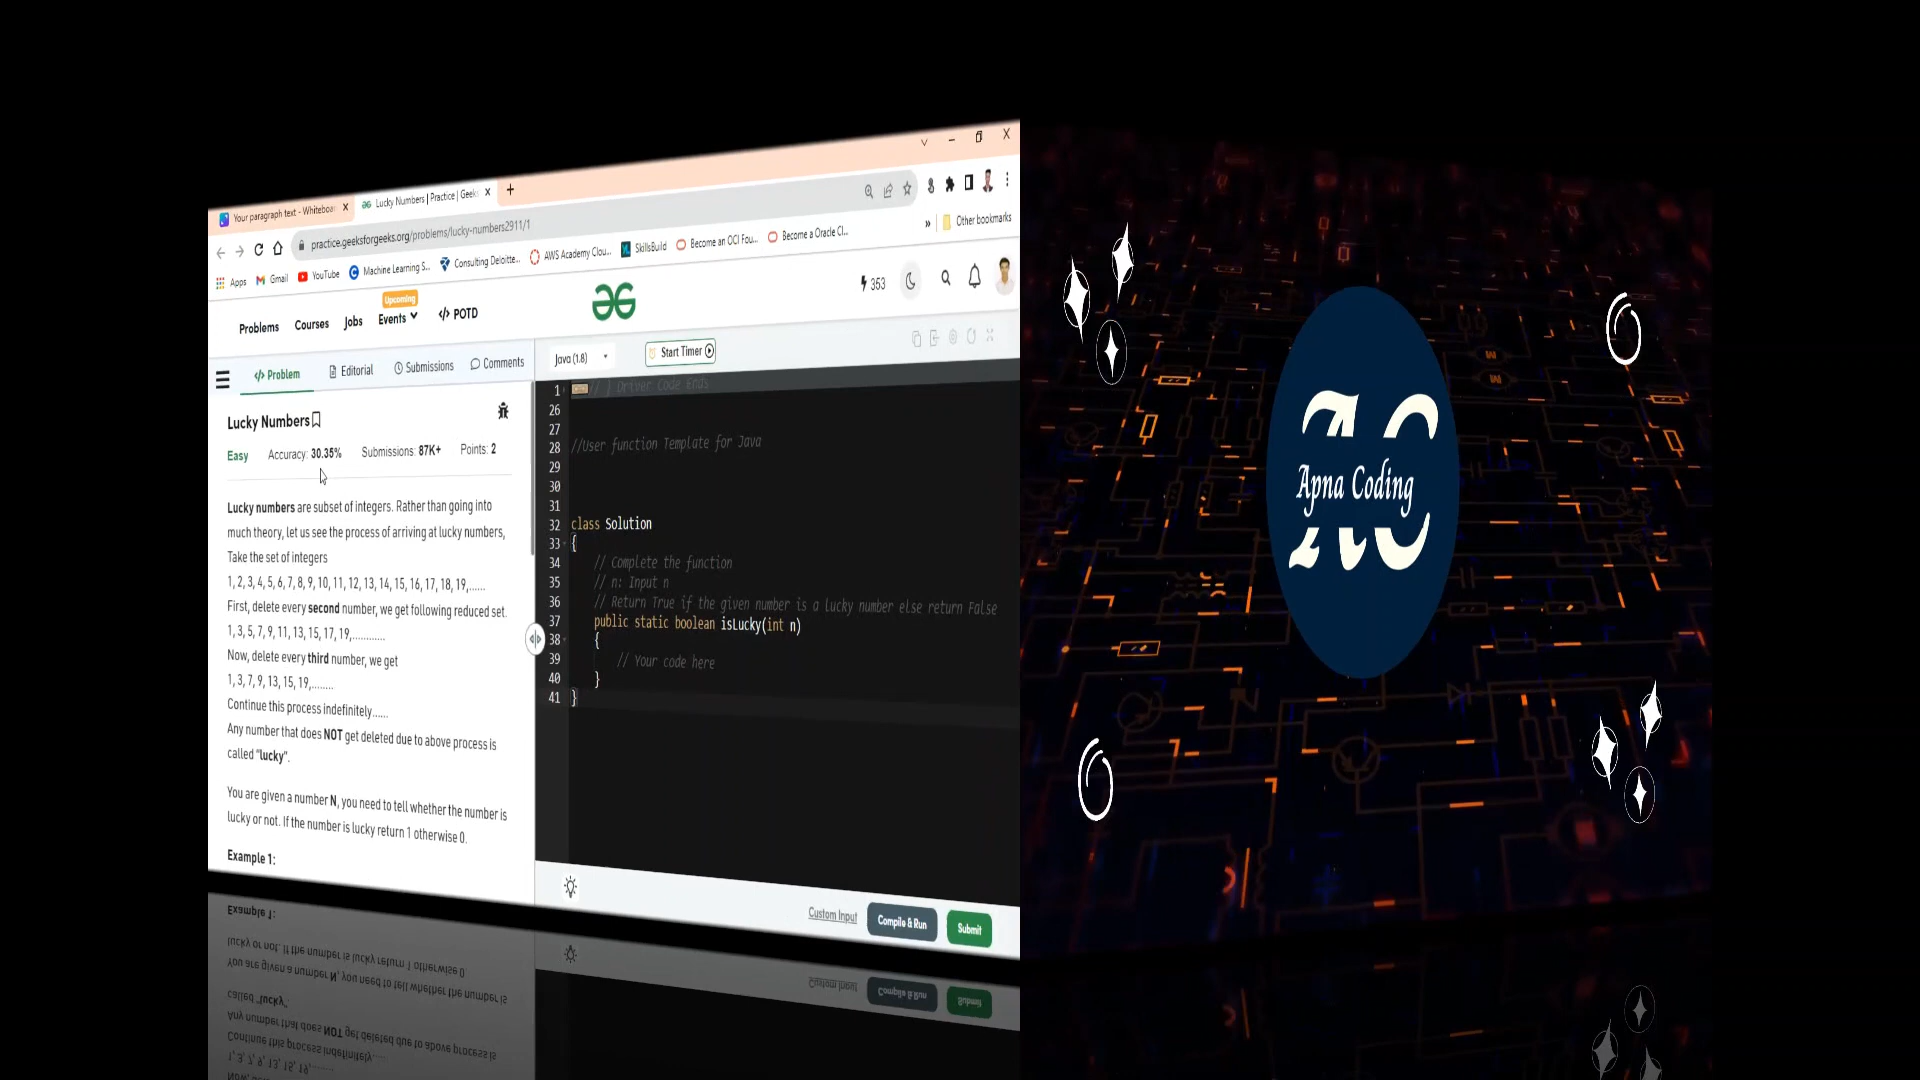 Your paragraph text - Whiteboa
Lucky Numbers | Practice | Geeks
practice.geeksforgeeks.org/problems/lucky-numbers2911/1
Apps
Gmail
YouTube
Machine Learning S...
Consulting Deloitte...
AWS Academy Clou...
SkillsBuild
Become an OCI Fou...
Become a Oracle Cl...
»
Other bookmarks
Problems
Courses
Jobs
Upcoming
Events
</> POTD
353
</> Problem
Editorial
Submissions
Comments
Java (1.8)
Start Timer
Lucky Numbers
Easy Accuracy: 30.35% Submissions: 87K+ Points: 2
Lucky numbers are subset of integers. Rather than going into
much theory, let us see the process of arriving at lucky numbers,
Take the set of integers
1, 2, 3, 4, 5, 6, 7, 8, 9, 10, 11, 12, 13, 14, 15, 16, 17, 18, 19,......
First, delete every second number, we get following reduced set.
1, 3, 5, 7, 9, 11, 13, 15, 17, 19,............
Now, delete every third number, we get
1, 3, 7, 9, 13, 15, 19,........
Continue this process indefinitely......
Any number that does NOT get deleted due to above process is
called "lucky".
You are given a number N, you need to tell whether the number is
lucky or not. If the number is lucky return 1 otherwise 0.
Example 1:
1 // } Driver Code Ends
26
27
28 //User function Template for Java
29
30
31
32 class Solution
33 {
34 // Complete the function
35 // n: Input n
36 // Return True if the given number is a lucky number else return False
37 public static boolean isLucky(int n)
38 {
39 // Your code here
40 }
41 }
Custom Input
Compile & Run
Submit
AC
Apna Coding